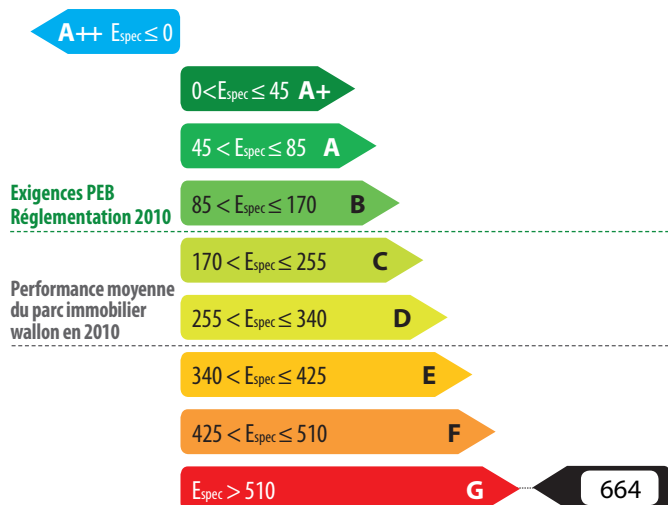 A++ Espec ≤ 0
0<Espec ≤ 45 A+
45 < Espec ≤ 85 A
Exigences PEB
Réglementation 2010
85 < Espec ≤ 170 B
170 < Espec ≤ 255 C
Performance moyenne
du parc immobilier
wallon en 2010
255 < Espec ≤ 340 D
340 < Espec ≤ 425 E
425 < Espec ≤ 510 F
Espec > 510 G 664